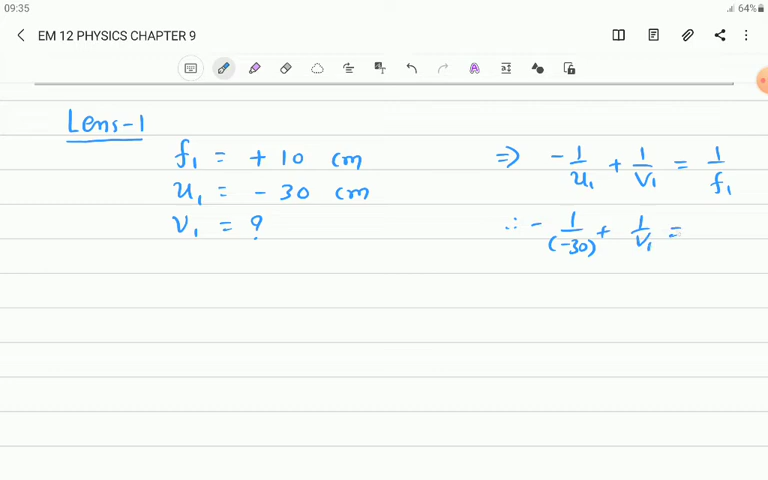 09:35
64%
EM 12 PHYSICS CHAPTER 9
Lens-1
f₁ = + 10 cm
u₁ = - 30 cm
v₁ = ?
⇒ - 1/u₁ + 1/v₁ = 1/f₁
∴ - 1/(-30) + 1/v₁ =